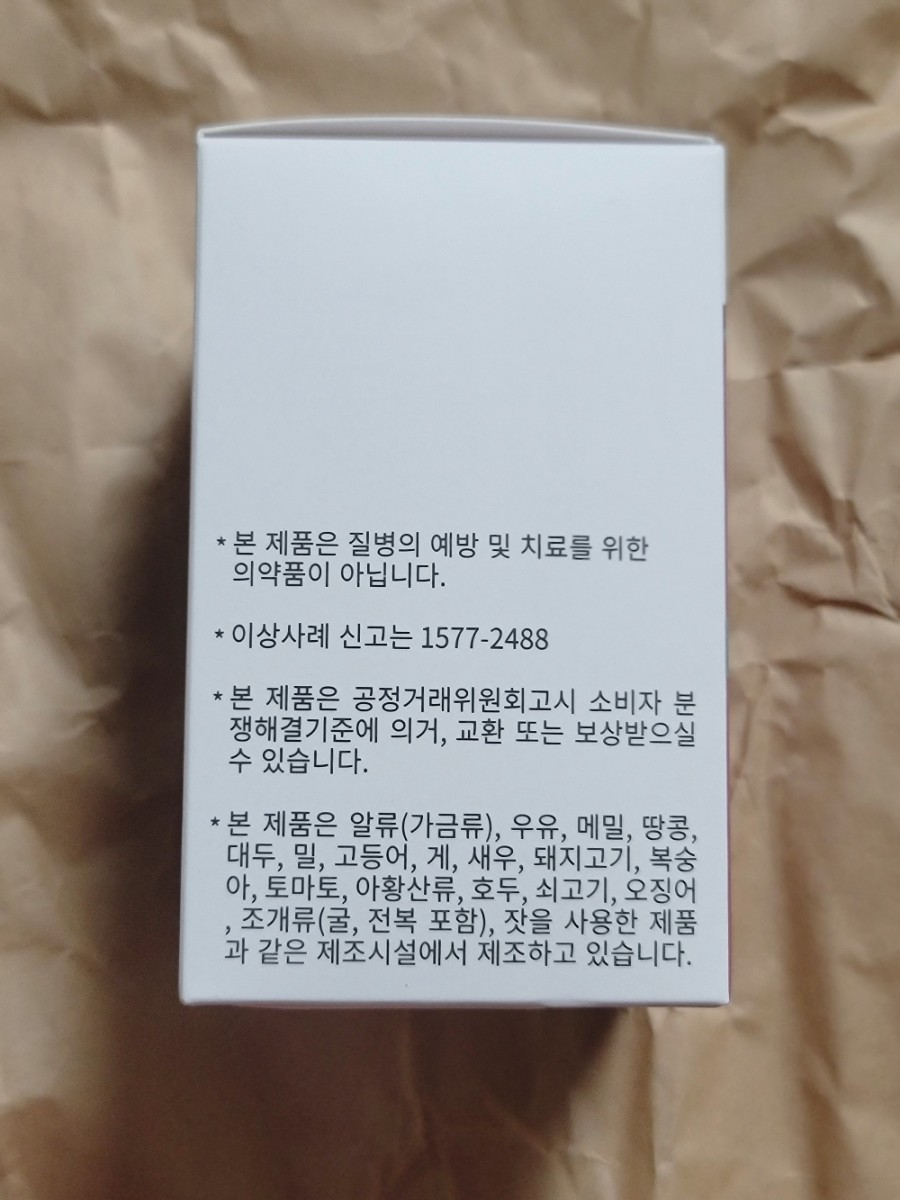 * 본 제품은 질병의 예방 및 치료를 위한
의약품이 아닙니다.
* 이상사례 신고는 1577-2488
* 본 제품은 공정거래위원회고시 소비자 분
쟁해결기준에 의거, 교환 또는 보상받으실
수 있습니다.
* 본 제품은 알류(가금류), 우유, 메밀, 땅콩,
대두, 밀, 고등어, 게, 새우, 돼지고기, 복숭
아, 토마토, 아황산류, 호두, 쇠고기, 오징어
, 조개류(굴, 전복 포함), 잣을 사용한 제품
과 같은 제조시설에서 제조하고 있습니다.